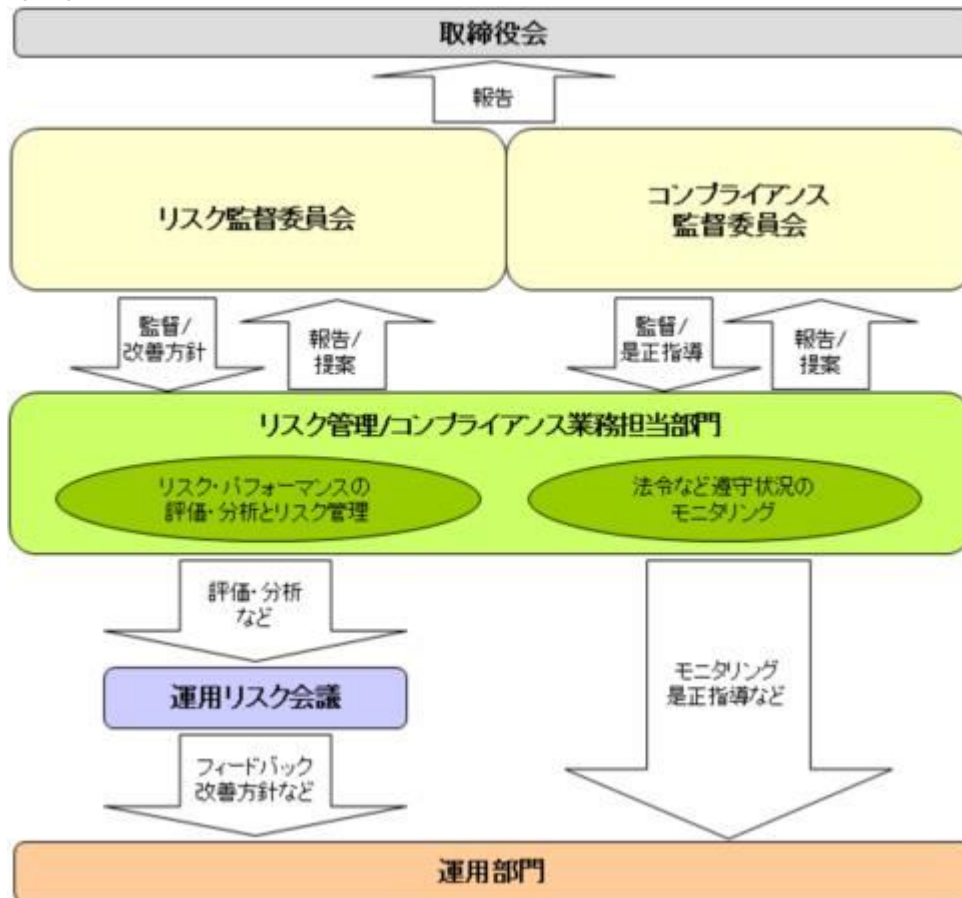 取締役会
報告
リスク監督委員会
コンプライアンス
監督委員会
監督/
改善方針
報告/
提案
監督/
是正指導
報告/
提案
リスク管理/コンプライアンス業務担当部門
リスク・パフォーマンスの
評価・分析とリスク管理
法令など遵守状況の
モニタリング
評価・分析
など
運用リスク会議
モニタリング
是正指導など
フィードバック
改善方針など
運用部門